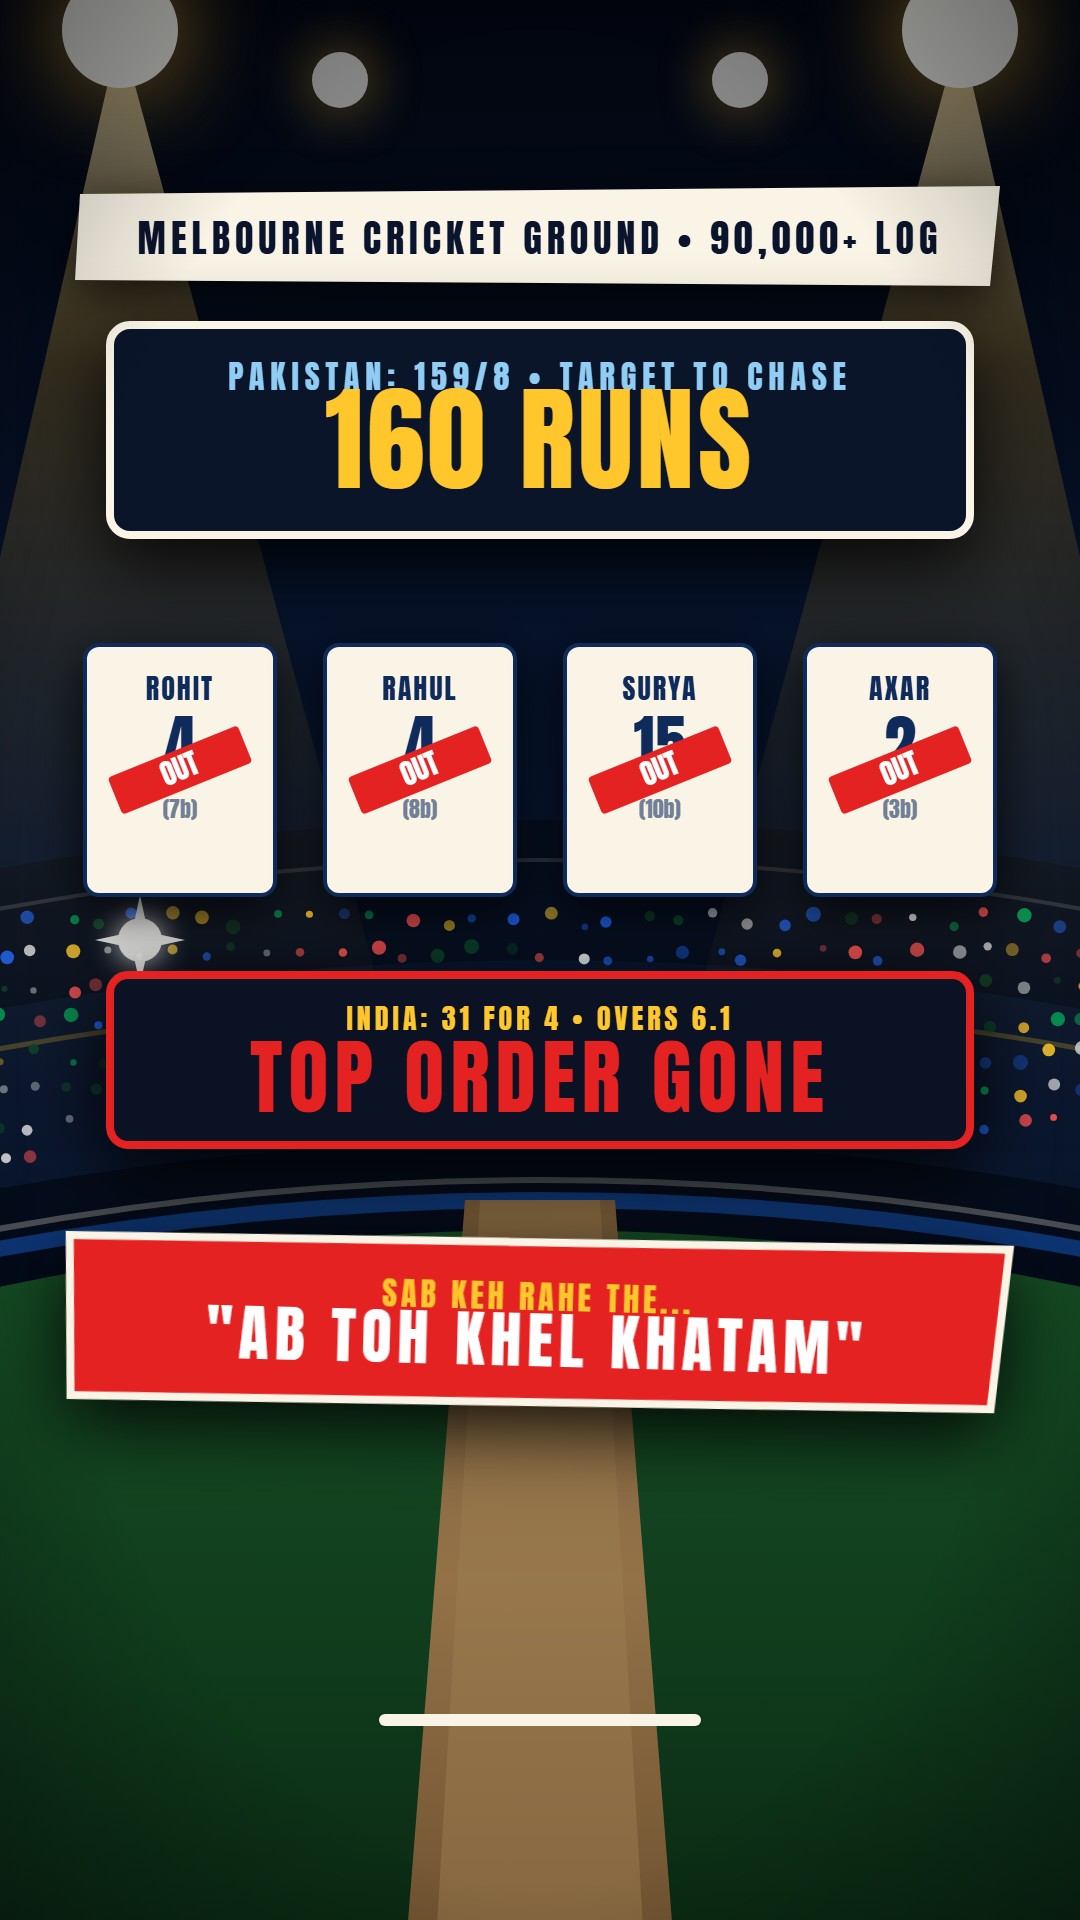 MELBOURNE CRICKET GROUND • 90,000+ LOG
PAKISTAN: 159/8 • TARGET TO CHASE
160 RUNS
ROHIT
4
OUT
(7b)
RAHUL
4
OUT
(8b)
SURYA
15
OUT
(10b)
AXAR
2
OUT
(3b)
INDIA: 31 FOR 4 • OVERS 6.1
TOP ORDER GONE
SAB KEH RAHE THE...
"AB TOH KHEL KHATAM"